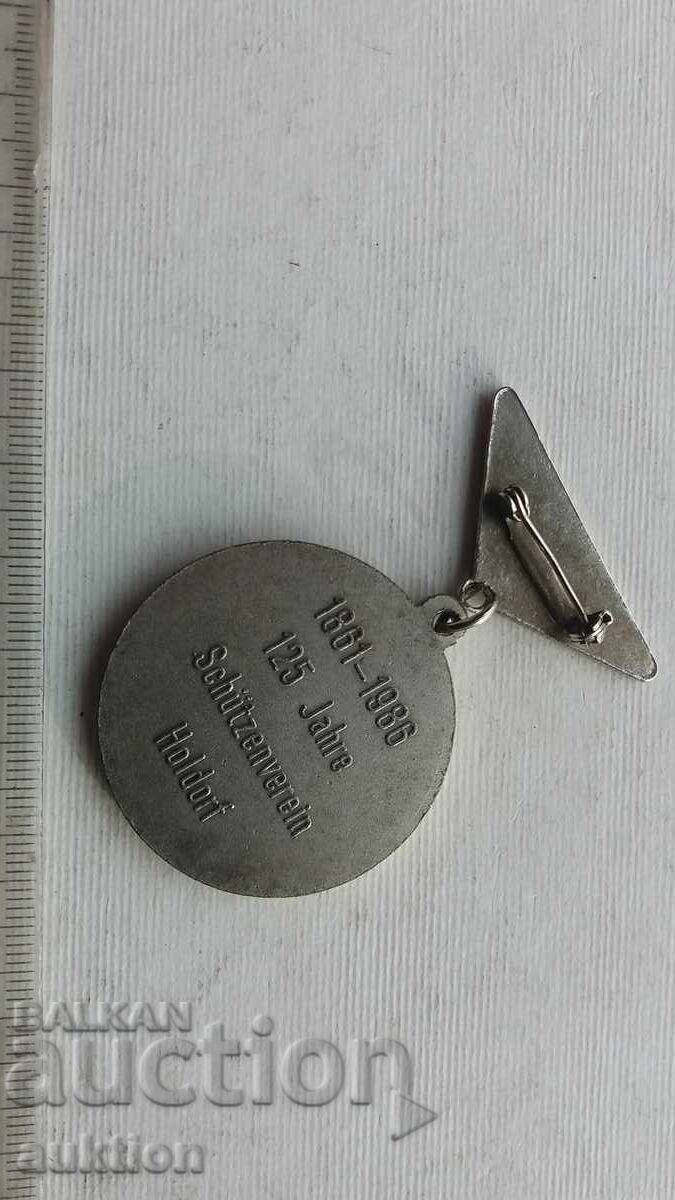 1861–1986
125 Jahre
Schützenverein
Holdorf
BALKAN
auction
auktion